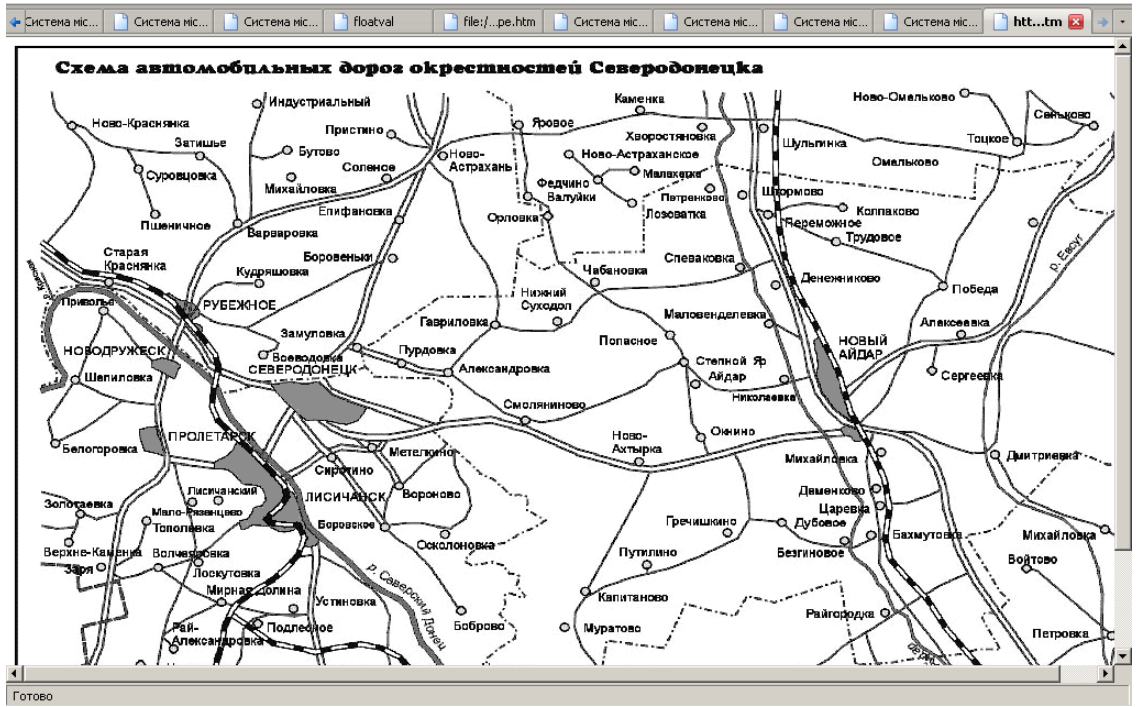 Система міс...
Система міс...
Система міс...
floatval
file:/...pe.htm
Система міс...
Система міс...
Система міс...
Система міс...
htt...tm
Схема автомобильных дорог окрестностей Северодонецка
Индустриальный
Каменка
Ново-Омельково
Ново-Краснянка
Пристино
Яровое
Хворостяновка
Сеньково
Затишье
Бутово
Соленое
Ново-
Астрахань
Ново-Астраханское
Шульгинка
Тоцкое
Омельково
Суровцовка
Михайловка
Федчино
Валуйки
Малахатка
Петренково
Штормово
Пшеничное
Епифановка
Орловка
Лозоватка
Переможное
Колпаково
Варваровка
Трудовое
Старая
Краснянка
Боровеньки
Спеваковка
р. Евсуг
Кудряшовка
Чабановка
Денежниково
р. Красная
Приволье
РУБЕЖНОЕ
Нижний
Суходол
Победа
Замуловка
Гавриловка
Маловенделевка
Алексеевка
НОВОДРУЖЕСК
Воеводовка
Пурдовка
Попасное
НОВЫЙ
АЙДАР
Шепиловка
СЕВЕРОДОНЕЦК
Александровка
Степной Яр
Айдар
Сергеевка
Николаевка
Смоляниново
ПРОЛЕТАРСК
Ново-
Ахтырка
Окнино
Белогоровка
Метелкино
Михайловка
Дмитриевка
Сиротино
Лисичанский
ЛИСИЧАНСК
Вороново
Даменково
Золотаевка
Мало-Рязанцево
Царевка
Тополевка
Боровское
Гречишкино
Дубовое
Бахмутовка
Михайловка
Верхне-Каменка
Волчеяровка
Осколоновка
Путилино
Безгиновое
Войтово
Заря
Лоскутовка
р. Северский Донец
Мирная Долина
Устиновка
Капитаново
Райгородка
Рай-
Александровка
Подлесное
Боброво
Муратово
Петровка
Готово